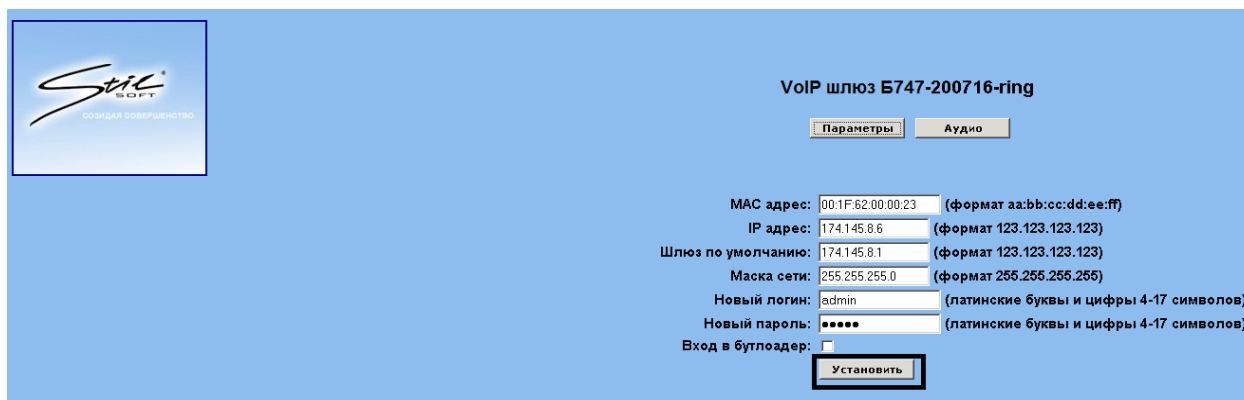 Stilsoft
СОЗИДАЯ СОВЕРШЕНСТВО
VoIP шлюз Б747-200716-ring
Параметры Аудио
MAC адрес: 00:1F:62:00:00:23 (формат aa:bb:cc:dd:ee:ff)
IP адрес: 174.145.8.6 (формат 123.123.123.123)
Шлюз по умолчанию: 174.145.8.1 (формат 123.123.123.123)
Маска сети: 255.255.255.0 (формат 255.255.255.255)
Новый логин: admin (латинские буквы и цифры 4-17 символов)
Новый пароль: ●●●●● (латинские буквы и цифры 4-17 символов)
Вход в бутлоадер:
Установить